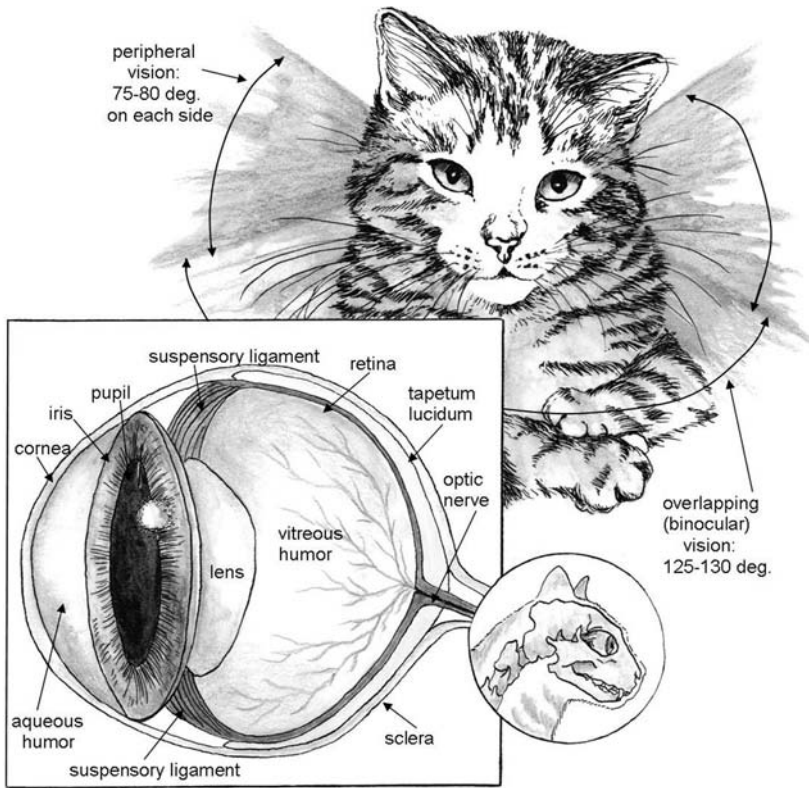 peripheral
vision:
75-80 deg.
on each side
suspensory ligament
retina
pupil
tapetum
lucidum
iris
cornea
optic
nerve
overlapping
(binocular)
vision:
125-130 deg.
vitreous
humor
lens
aqueous
humor
sclera
suspensory ligament